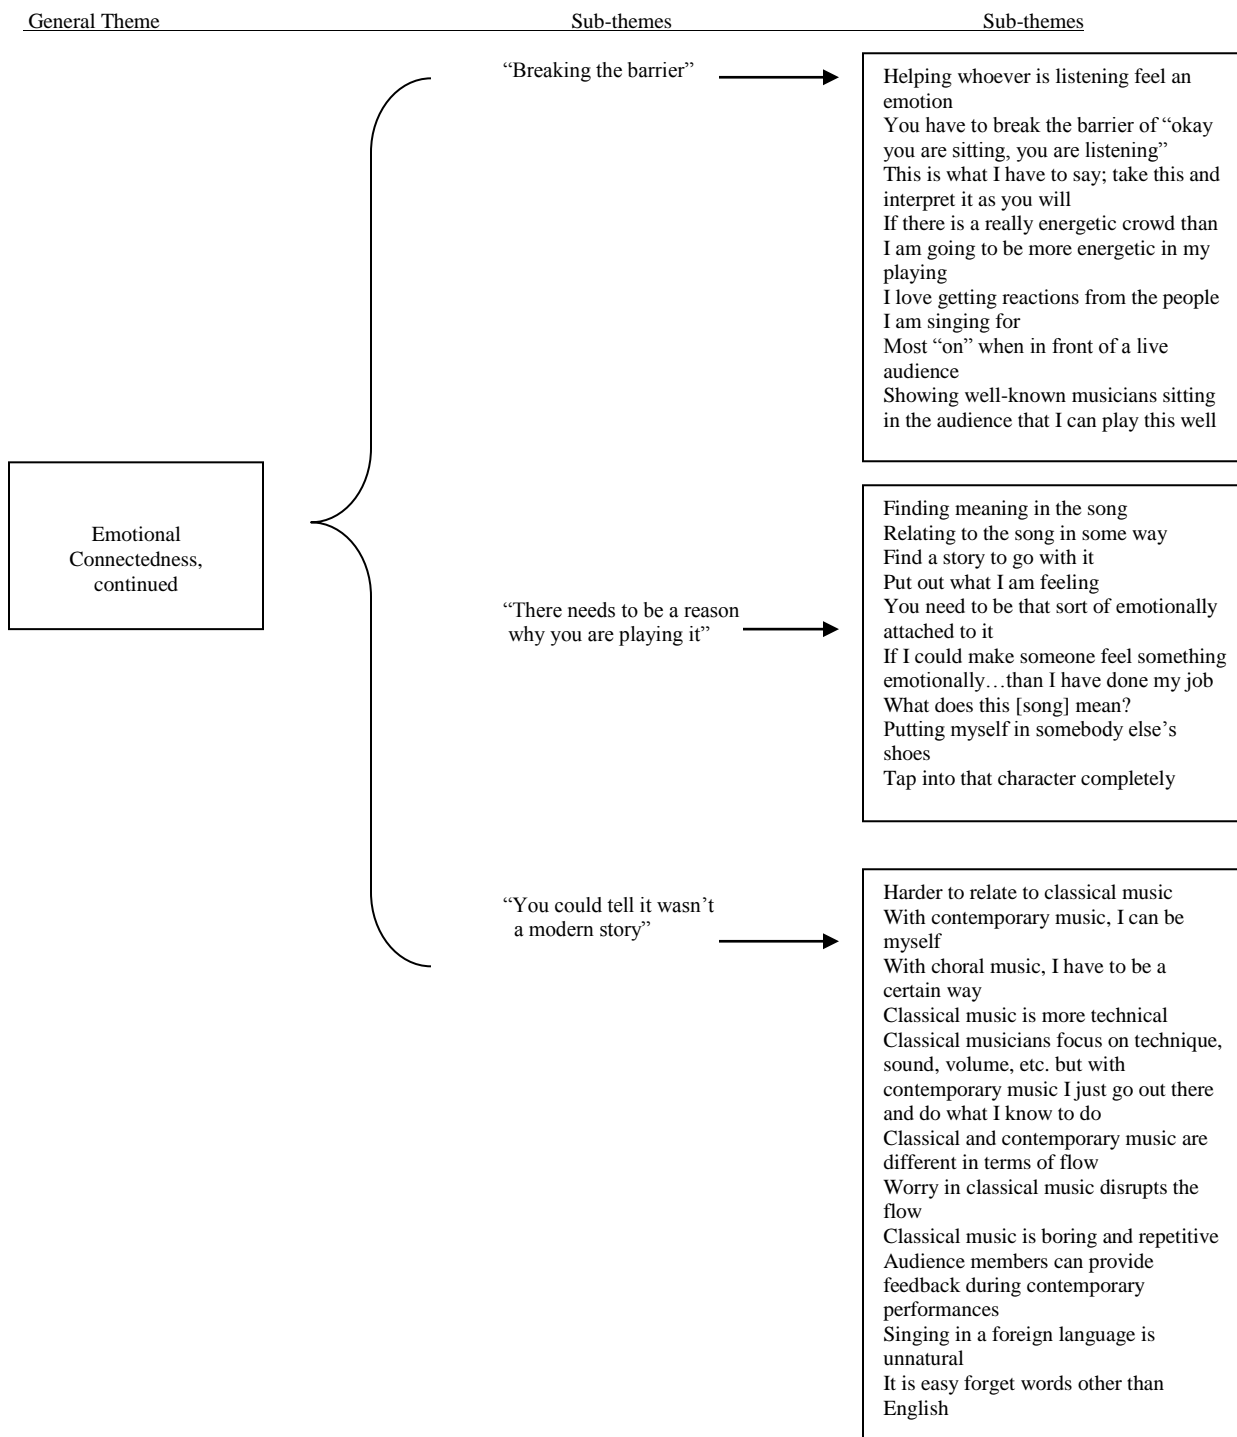 General Theme Sub-themes Sub-themes
“Breaking the barrier”
Helping whoever is listening feel an
emotion
You have to break the barrier of “okay
you are sitting, you are listening”
This is what I have to say; take this and
interpret it as you will
If there is a really energetic crowd than
I am going to be more energetic in my
playing
I love getting reactions from the people
I am singing for
Most “on” when in front of a live
audience
Showing well-known musicians sitting
in the audience that I can play this well
Emotional
Connectedness,
continued
“There needs to be a reason
why you are playing it”
Finding meaning in the song
Relating to the song in some way
Find a story to go with it
Put out what I am feeling
You need to be that sort of emotionally
attached to it
If I could make someone feel something
emotionally…than I have done my job
What does this [song] mean?
Putting myself in somebody else’s
shoes
Tap into that character completely
“You could tell it wasn’t
a modern story”
Harder to relate to classical music
With contemporary music, I can be
myself
With choral music, I have to be a
certain way
Classical music is more technical
Classical musicians focus on technique,
sound, volume, etc. but with
contemporary music I just go out there
and do what I know to do
Classical and contemporary music are
different in terms of flow
Worry in classical music disrupts the
flow
Classical music is boring and repetitive
Audience members can provide
feedback during contemporary
performances
Singing in a foreign language is
unnatural
It is easy forget words other than
English